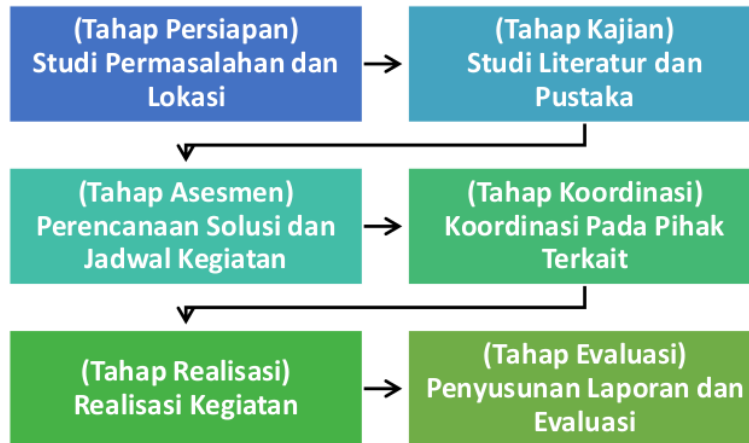 (Tahap Persiapan)
Studi Permasalahan dan
Lokasi
(Tahap Kajian)
Studi Literatur dan
Pustaka
(Tahap Asesmen)
Perencanaan Solusi dan
Jadwal Kegiatan
(Tahap Koordinasi)
Koordinasi Pada Pihak
Terkait
(Tahap Realisasi)
Realisasi Kegiatan
(Tahap Evaluasi)
Penyusunan Laporan dan
Evaluasi